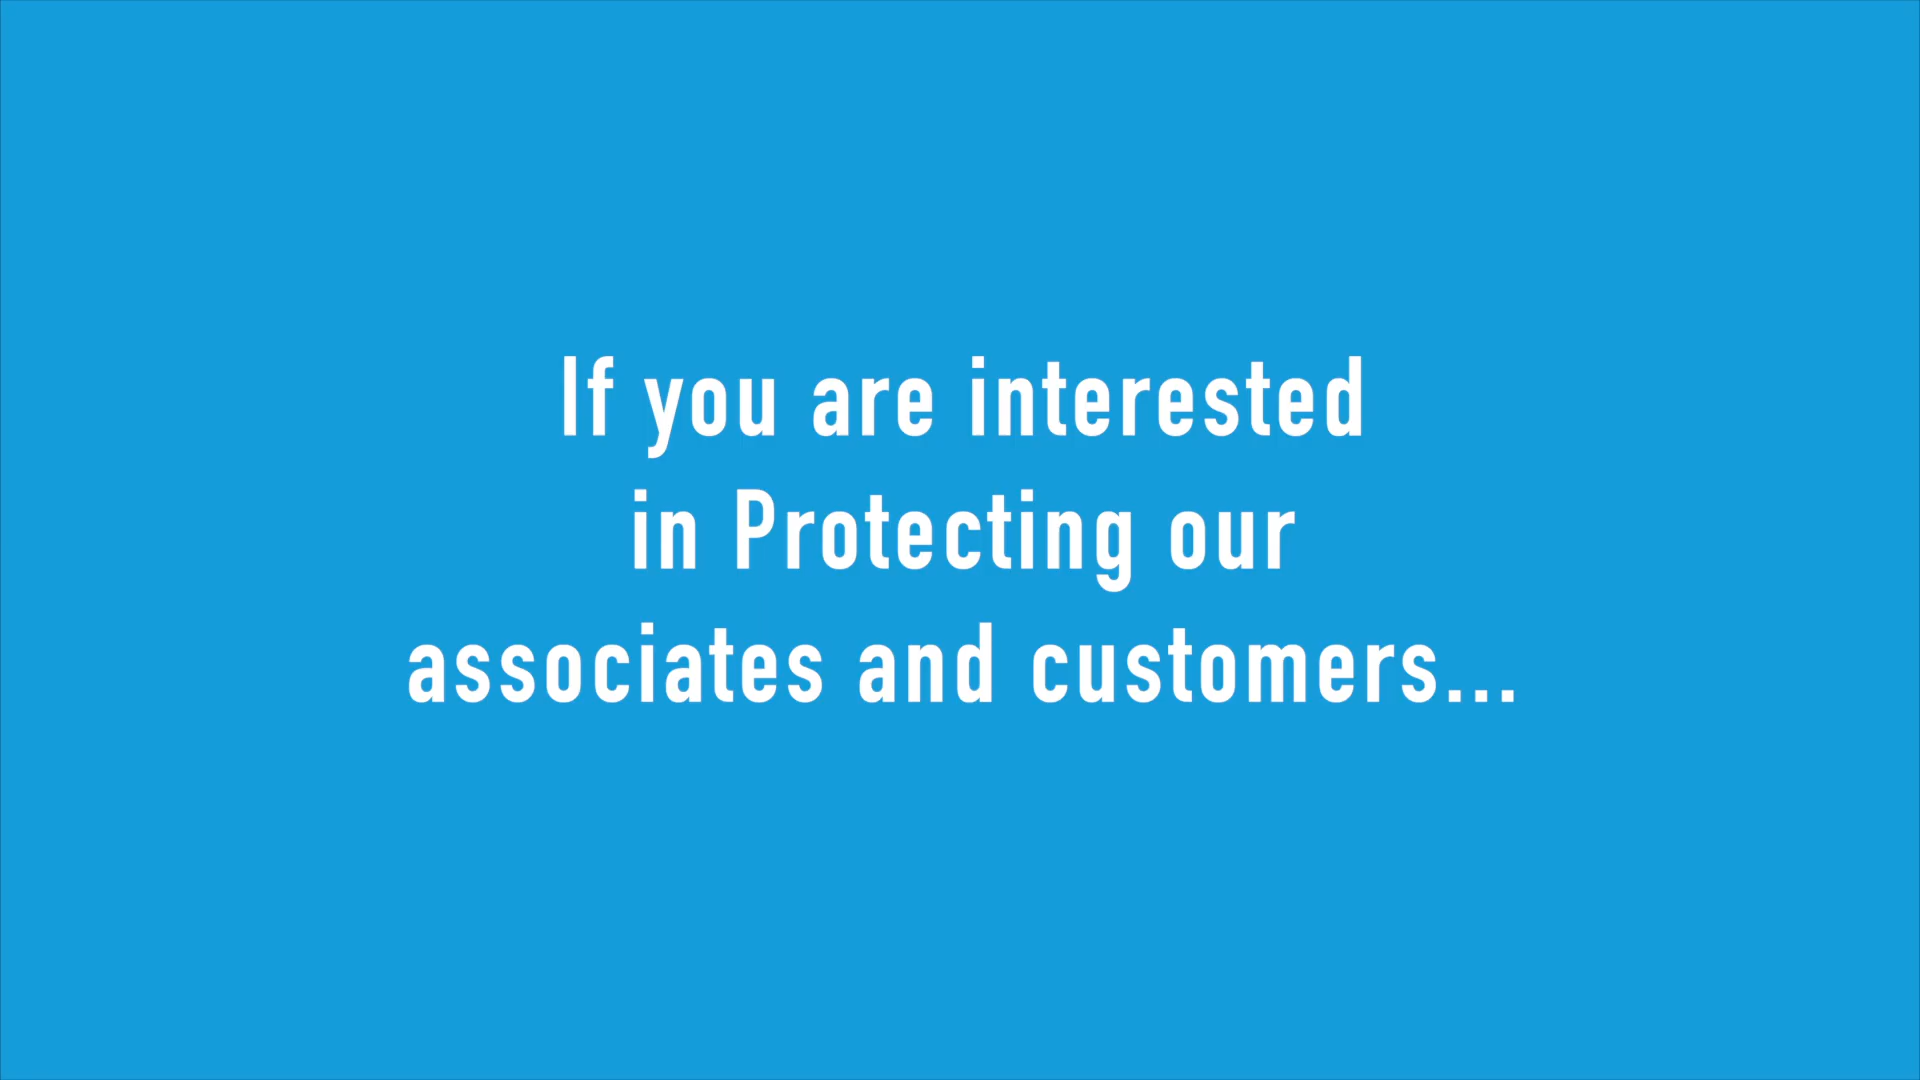 If you are interested
in Protecting our
associates and customers...